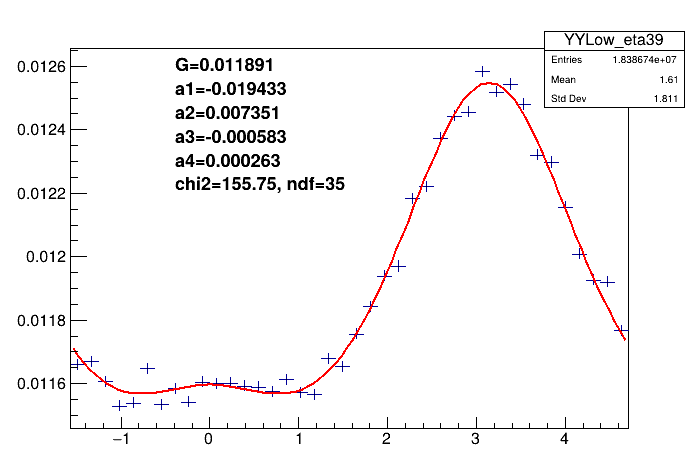 YYLow_eta39
Entries 1.838674e+07
Mean 1.61
Std Dev 1.811
G=0.011891
a1=-0.019433
a2=0.007351
a3=-0.000583
a4=0.000263
chi2=155.75, ndf=35
0.0126
0.0124
0.0122
0.012
0.0118
0.0116
−1 0 1 2 3 4